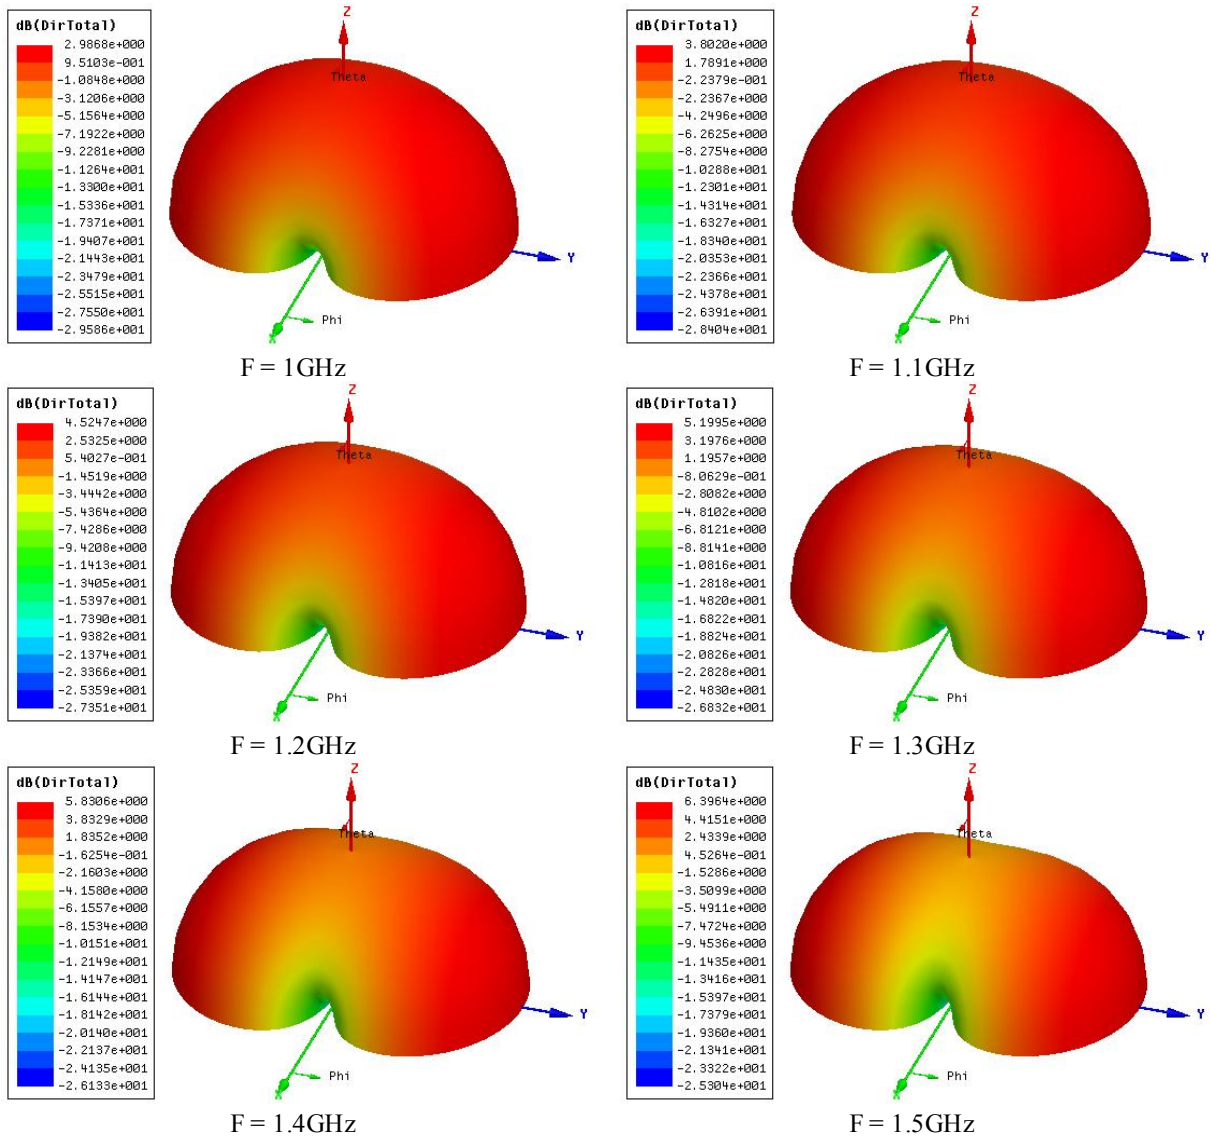 dB(DirTotal)
2.9868e+000
9.5103e-001
-1.0848e+000
-3.1206e+000
-5.1564e+000
-7.1922e+000
-9.2281e+000
-1.1264e+001
-1.3300e+001
-1.5336e+001
-1.7371e+001
-1.9407e+001
-2.1443e+001
-2.3479e+001
-2.5515e+001
-2.7550e+001
-2.9586e+001
Z
Theta
Y
Phi
X
F = 1GHz
dB(DirTotal)
3.8020e+000
1.7891e+000
-2.2379e-001
-2.2367e+000
-4.2496e+000
-6.2625e+000
-8.2754e+000
-1.0288e+001
-1.2301e+001
-1.4314e+001
-1.6327e+001
-1.8340e+001
-2.0353e+001
-2.2366e+001
-2.4378e+001
-2.6391e+001
-2.8404e+001
Z
Theta
Y
Phi
X
F = 1.1GHz
dB(DirTotal)
4.5247e+000
2.5325e+000
5.4027e-001
-1.4519e+000
-3.4442e+000
-5.4364e+000
-7.4286e+000
-9.4208e+000
-1.1413e+001
-1.3405e+001
-1.5397e+001
-1.7390e+001
-1.9382e+001
-2.1374e+001
-2.3366e+001
-2.5359e+001
-2.7351e+001
Z
Theta
Y
Phi
X
F = 1.2GHz
dB(DirTotal)
5.1995e+000
3.1976e+000
1.1957e+000
-8.0629e-001
-2.8082e+000
-4.8102e+000
-6.8121e+000
-8.8141e+000
-1.0816e+001
-1.2818e+001
-1.4820e+001
-1.6822e+001
-1.8824e+001
-2.0826e+001
-2.2828e+001
-2.4830e+001
-2.6832e+001
Z
Theta
Y
Phi
X
F = 1.3GHz
dB(DirTotal)
5.8306e+000
3.8329e+000
1.8352e+000
-1.6254e-001
-2.1603e+000
-4.1580e+000
-6.1557e+000
-8.1534e+000
-1.0151e+001
-1.2149e+001
-1.4147e+001
-1.6144e+001
-1.8142e+001
-2.0140e+001
-2.2137e+001
-2.4135e+001
-2.6133e+001
Z
Theta
Y
Phi
X
F = 1.4GHz
dB(DirTotal)
6.3964e+000
4.4151e+000
2.4339e+000
4.5264e-001
-1.5286e+000
-3.5099e+000
-5.4911e+000
-7.4724e+000
-9.4536e+000
-1.1435e+001
-1.3416e+001
-1.5397e+001
-1.7379e+001
-1.9360e+001
-2.1341e+001
-2.3322e+001
-2.5304e+001
Z
Theta
Y
Phi
X
F = 1.5GHz